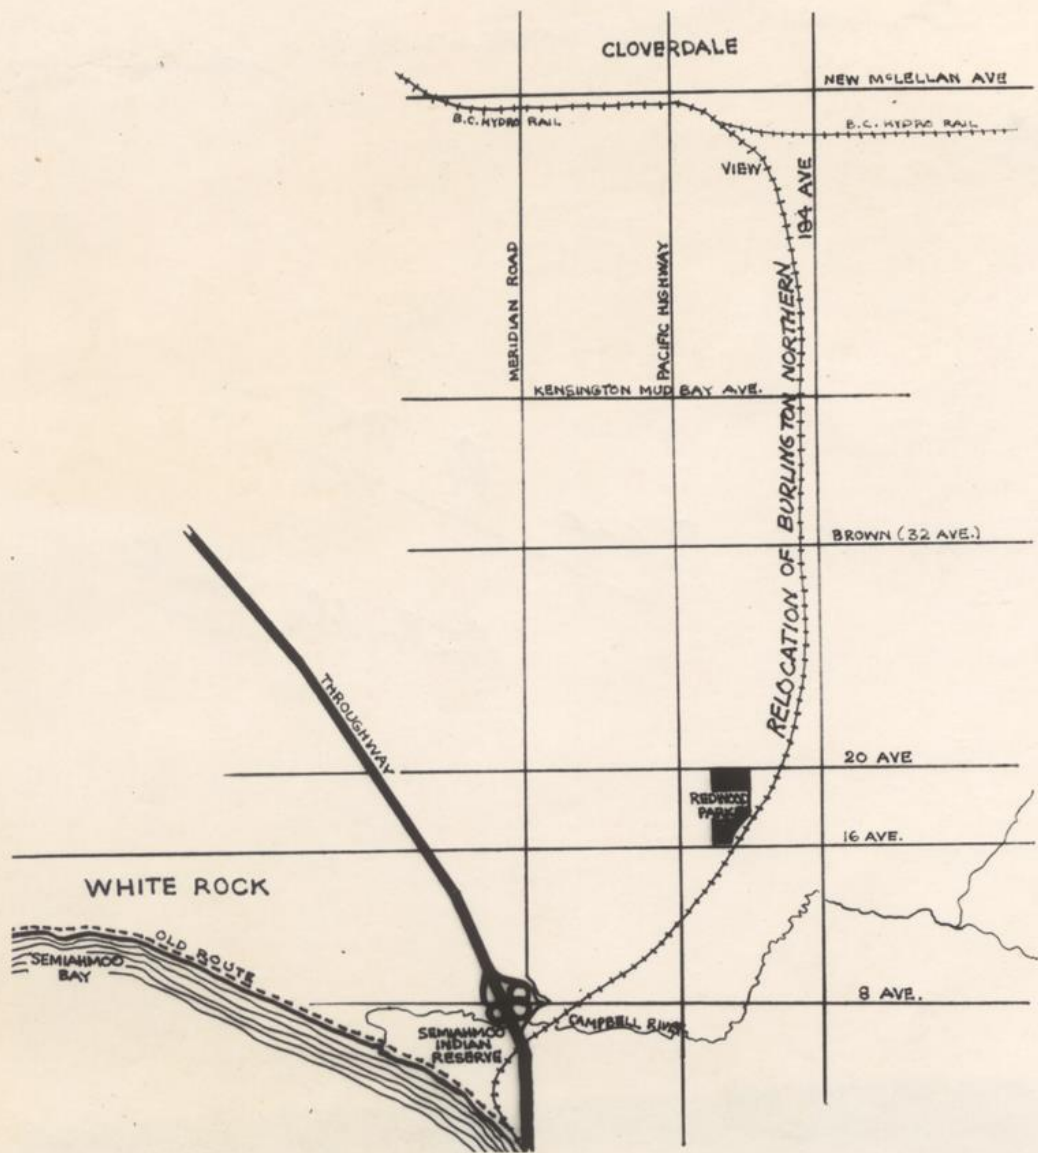 CLOVERDALE
NEW McLELLAN AVE
B.C. HYDRO RAIL
B.C. HYDRO RAIL
VIEW
184 AVE
MERIDIAN ROAD
PACIFIC HIGHWAY
RELOCATION OF BURLINGTON NORTHERN
KENSINGTON MUD BAY AVE.
BROWN (32 AVE.)
THROUGHWAY
20 AVE
REDWOOD
PARK
16 AVE.
WHITE ROCK
OLD ROUTE
SEMIAHMOO
BAY
8 AVE.
CAMPBELL RIVER
SEMIAHMOO
INDIAN
RESERVE